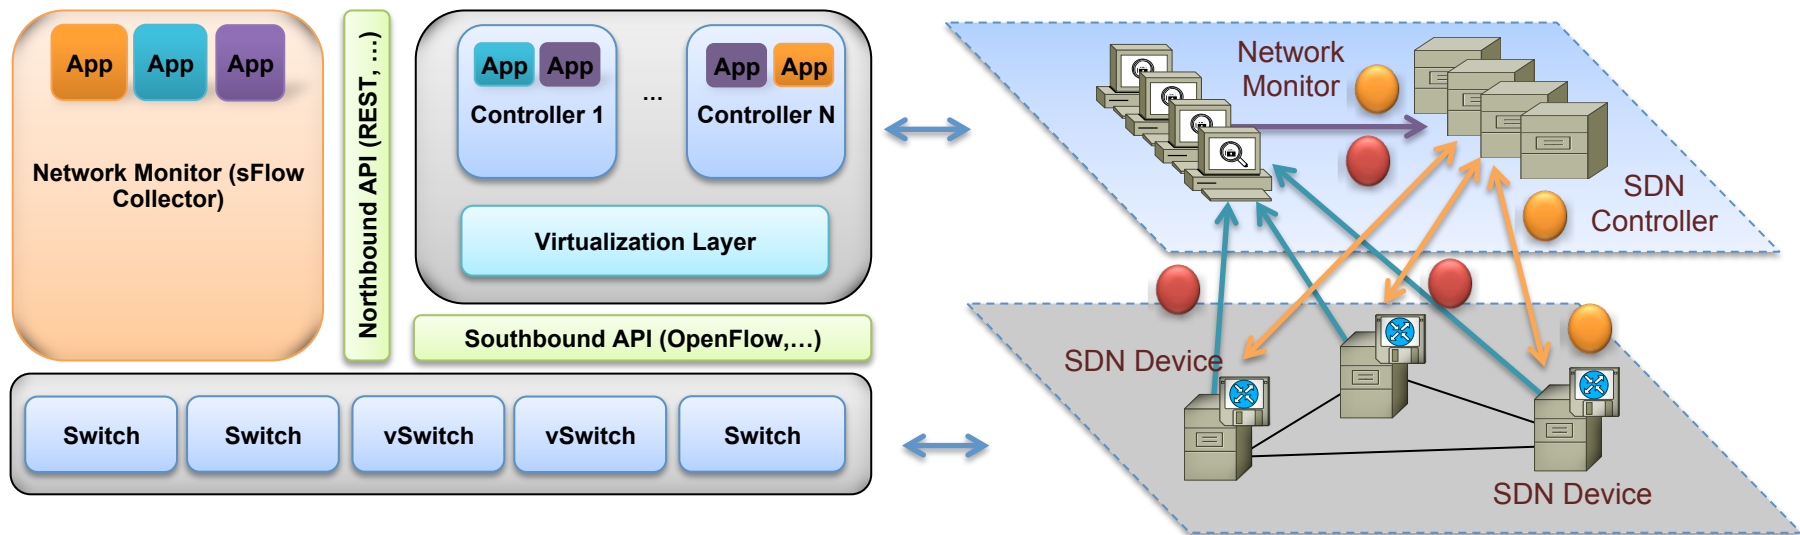 App App App
Network Monitor (sFlow
Collector)
Northbound API (REST, …)
App App
Controller 1
...
App App
Controller N
Virtualization Layer
Southbound API (OpenFlow,…)
Switch
Switch
vSwitch
vSwitch
Switch
Network
Monitor
SDN
Controller
SDN Device
SDN Device